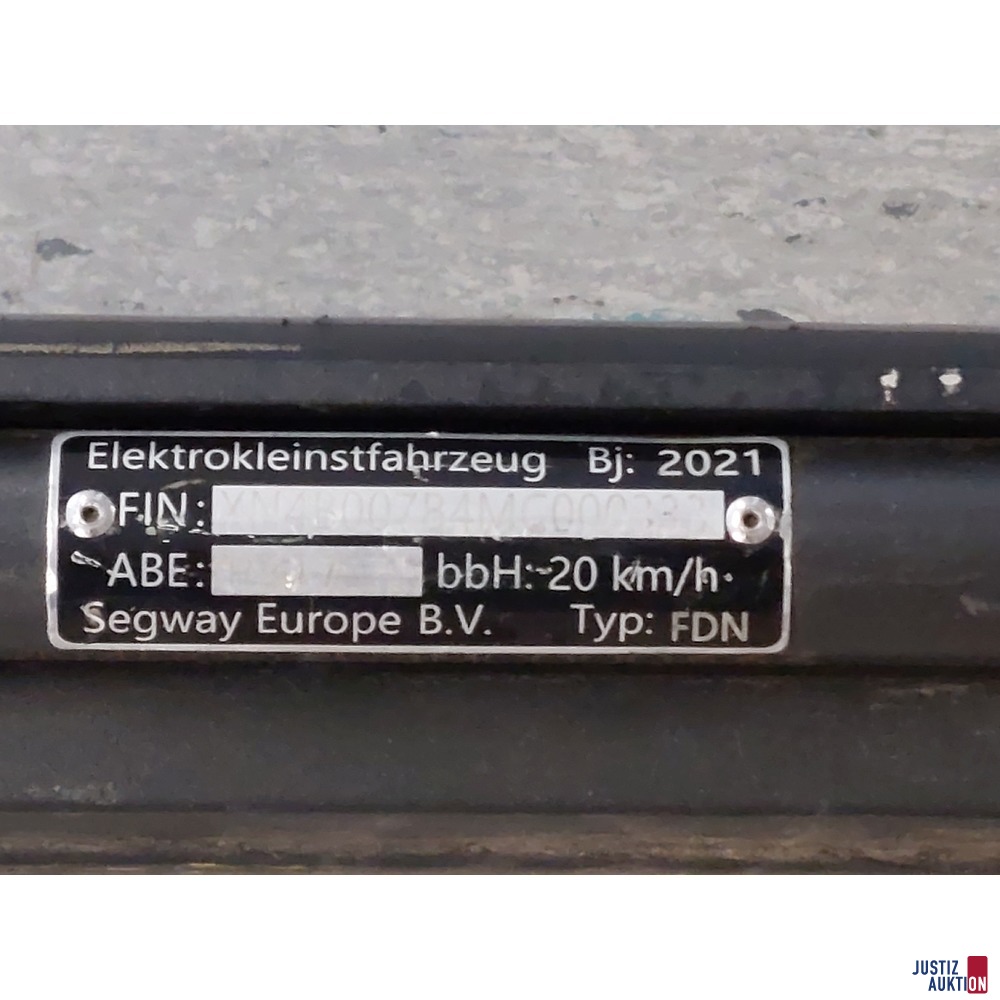 Elektrokleinstfahrzeug Bj: 2021
FIN:
ABE: bbH: 20 km/h
Segway Europe B.V. Typ: FDN
JUSTIZ
AUKTION